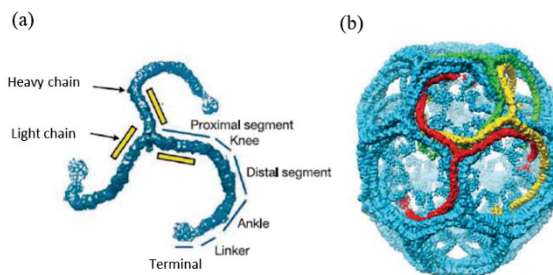 (a)
(b)
Heavy chain
Light chain
Proximal segment
Knee
Distal segment
Ankle
Linker
Terminal